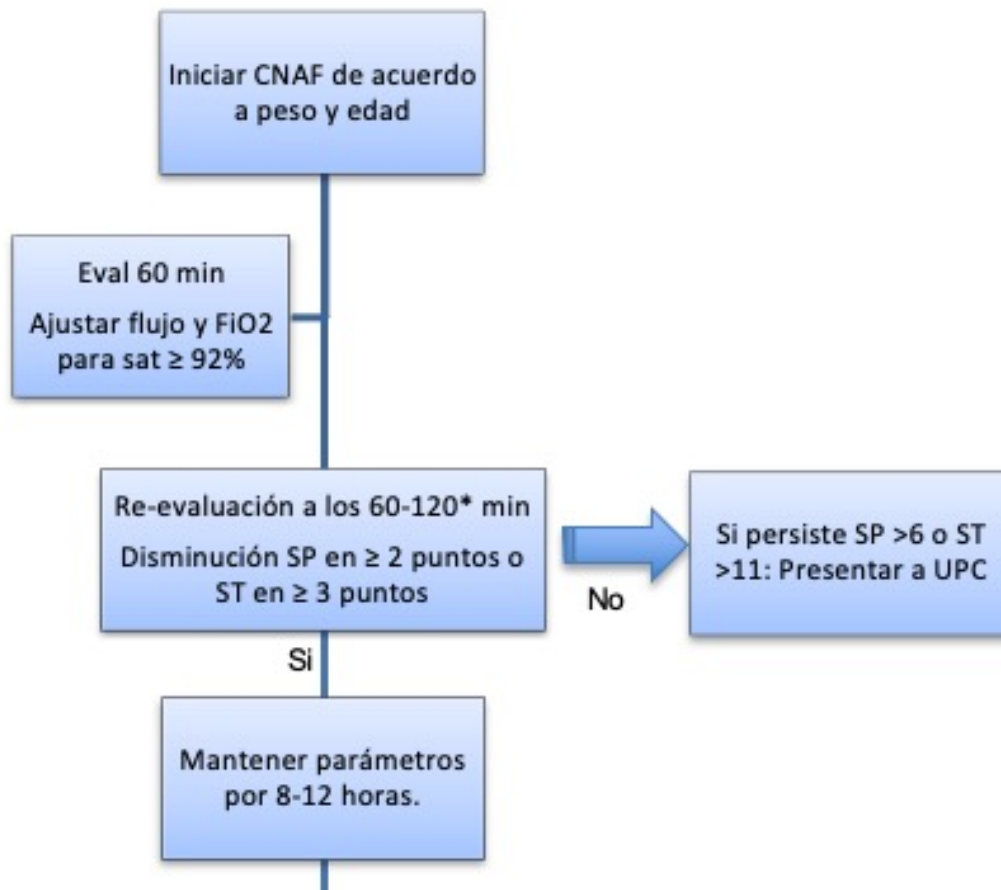 Iniciar CNAF de acuerdo
a peso y edad
Eval 60 min
Ajustar flujo y FiO2
para sat ≥ 92%
Re-evaluación a los 60-120* min
Disminución SP en ≥ 2 puntos o
ST en ≥ 3 puntos
Si persiste SP >6 o ST
>11: Presentar a UPC
No
Si
Mantener parámetros
por 8-12 horas.